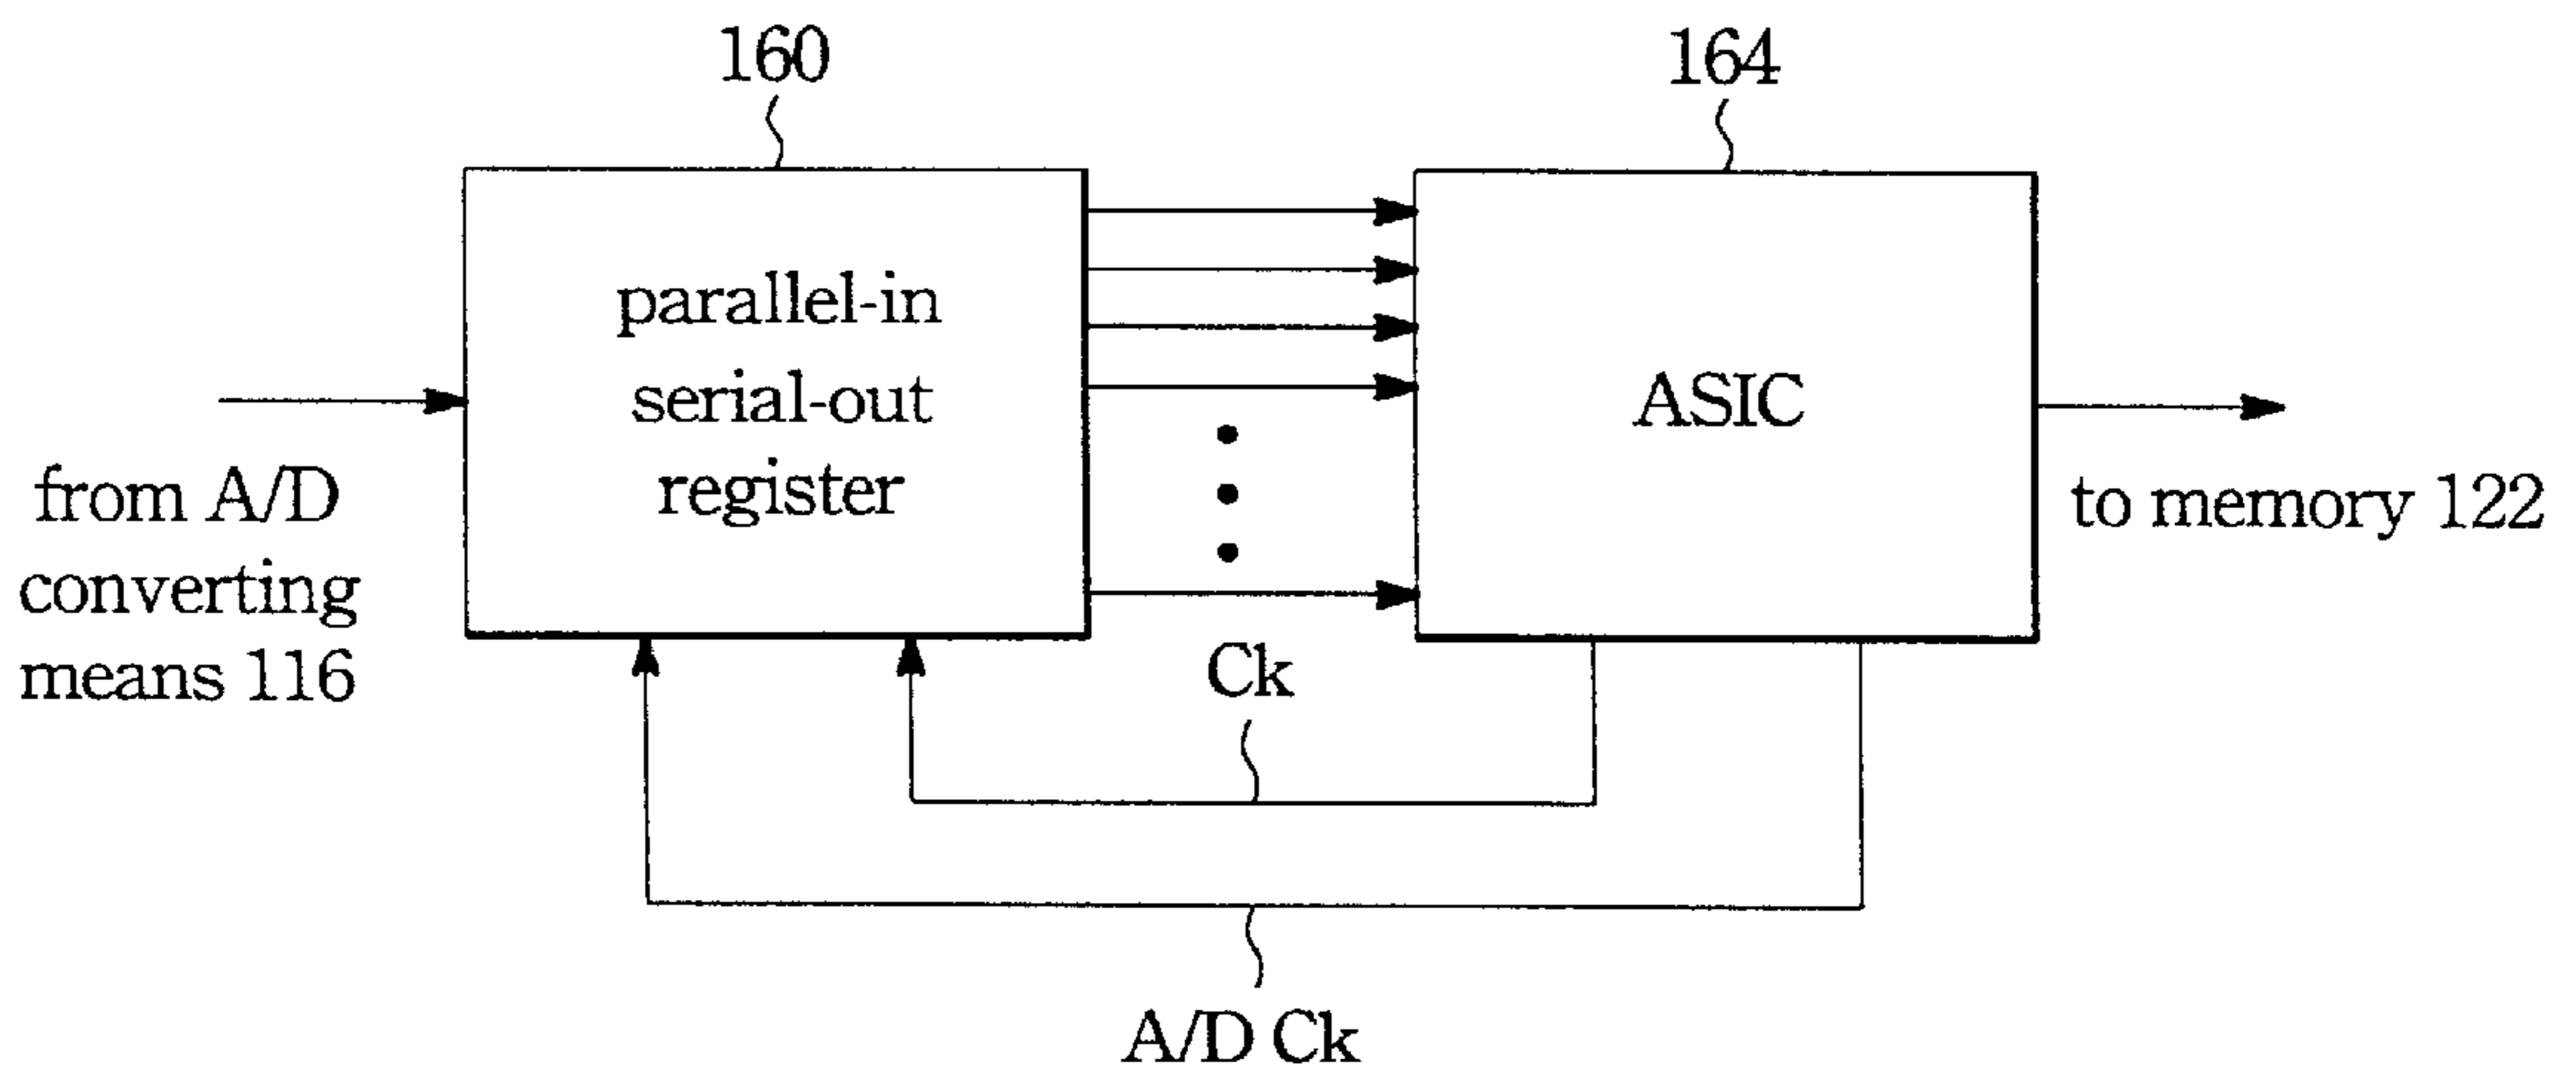 160
164
parallel-in
serial-out
register
ASIC
from A/D
converting
means 116
to memory 122
Ck
A/D Ck